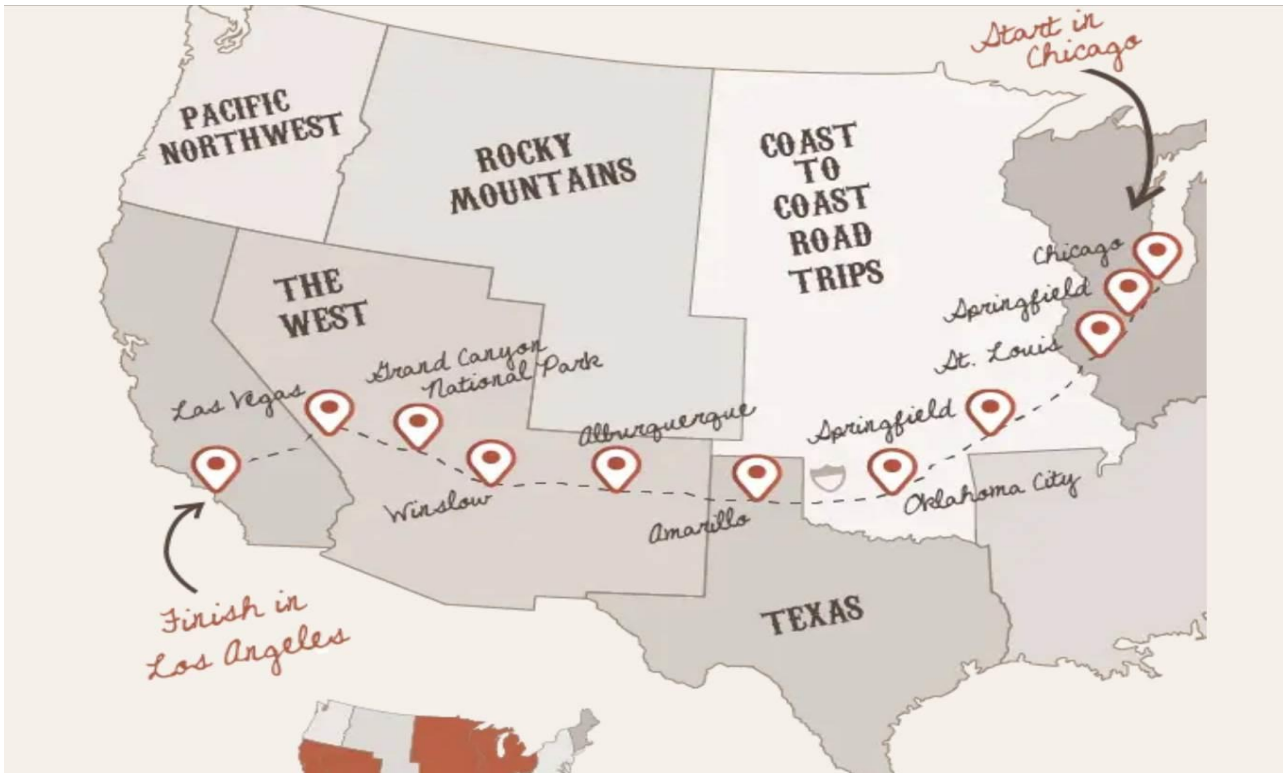 Start in
Chicago
PACIFIC
NORTHWEST
ROCKY
MOUNTAINS
COAST
TO
COAST
ROAD
TRIPS
Chicago
Springfield
St. Louis
THE
WEST
Grand Canyon
National Park
Las Vegas
Alburquerque
Springfield
Winslow
Amarillo
Oklahoma City
Finish in
Los Angeles
TEXAS